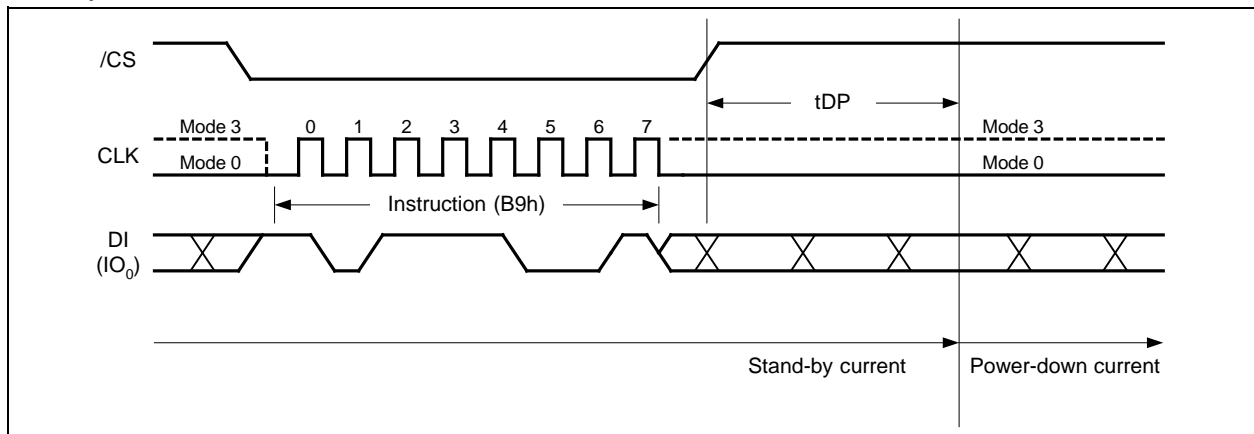 /CS
tDP
Mode 3 0 1 2 3 4 5 6 7 Mode 3
CLK
Mode 0 Mode 0
Instruction (B9h)
DI
(IO0)
Stand-by current Power-down current